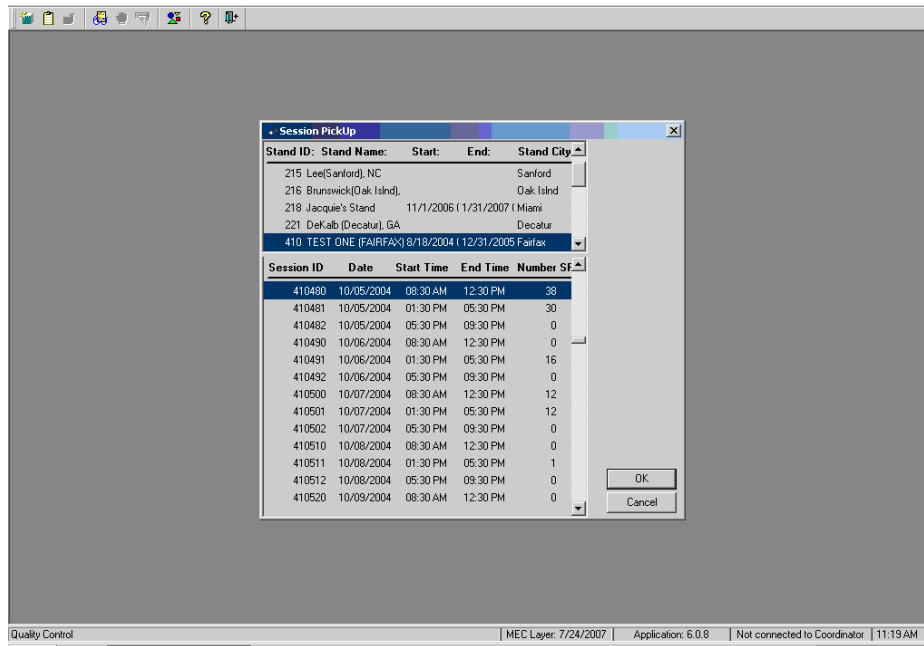 Session PickUp
Stand ID: Stand Name: Start: End: Stand City
215 Lee(Sanford), NC Sanford
216 Brunswick(Oak Islnd), Oak Islnd
218 Jacquie's Stand 11/1/2006 ( 1/31/2007 ( Miami
221 DeKalb (Decatur), GA Decatur
410 TEST ONE (FAIRFAX) 8/18/2004 ( 12/31/2005 Fairfax
Session ID Date Start Time End Time Number SP
410480 10/05/2004 08:30 AM 12:30 PM 38
410481 10/05/2004 01:30 PM 05:30 PM 30
410482 10/05/2004 05:30 PM 09:30 PM 0
410490 10/06/2004 08:30 AM 12:30 PM 0
410491 10/06/2004 01:30 PM 05:30 PM 16
410492 10/06/2004 05:30 PM 09:30 PM 0
410500 10/07/2004 08:30 AM 12:30 PM 12
410501 10/07/2004 01:30 PM 05:30 PM 12
410502 10/07/2004 05:30 PM 09:30 PM 0
410510 10/08/2004 08:30 AM 12:30 PM 0
410511 10/08/2004 01:30 PM 05:30 PM 1
410512 10/08/2004 05:30 PM 09:30 PM 0
410520 10/09/2004 08:30 AM 12:30 PM 0
OK
Cancel
Quality Control MEC Layer: 7/24/2007 Application: 6.0.8 Not connected to Coordinator 11:19 AM